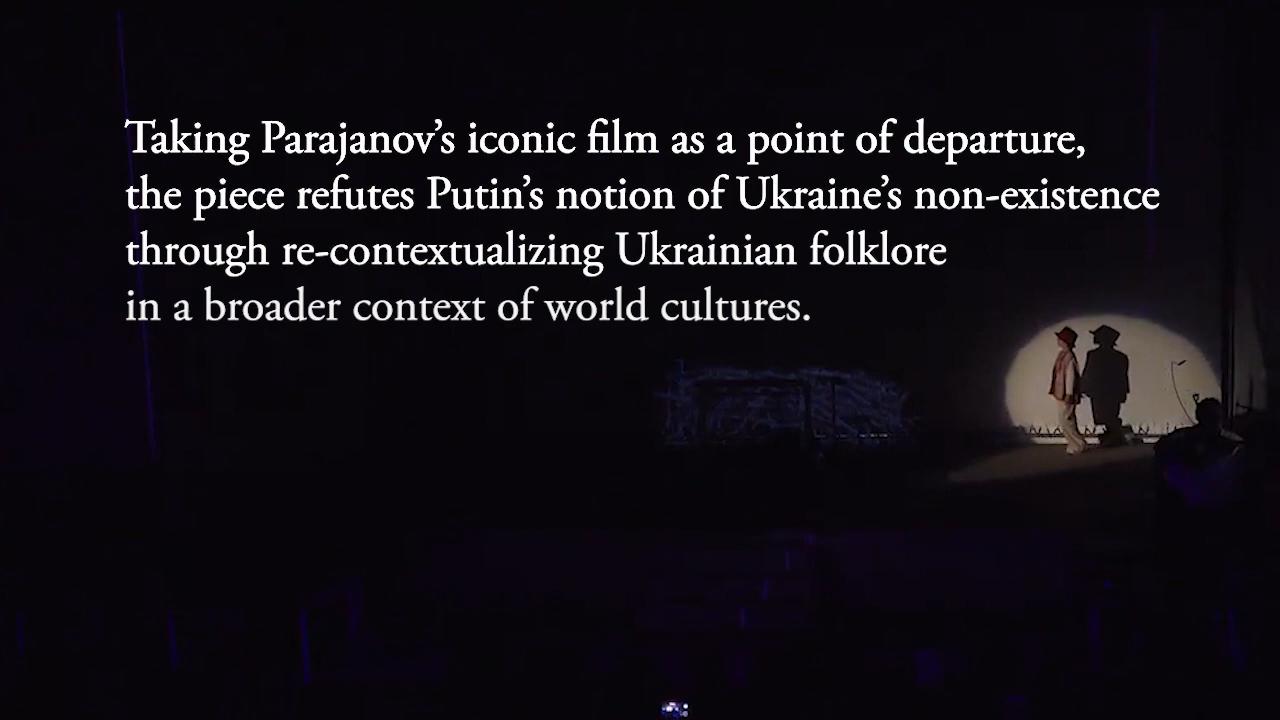 Taking Parajanov’s iconic film as a point of departure,
the piece refutes Putin’s notion of Ukraine’s non-existence
through re-contextualizing Ukrainian folklore
in a broader context of world cultures.